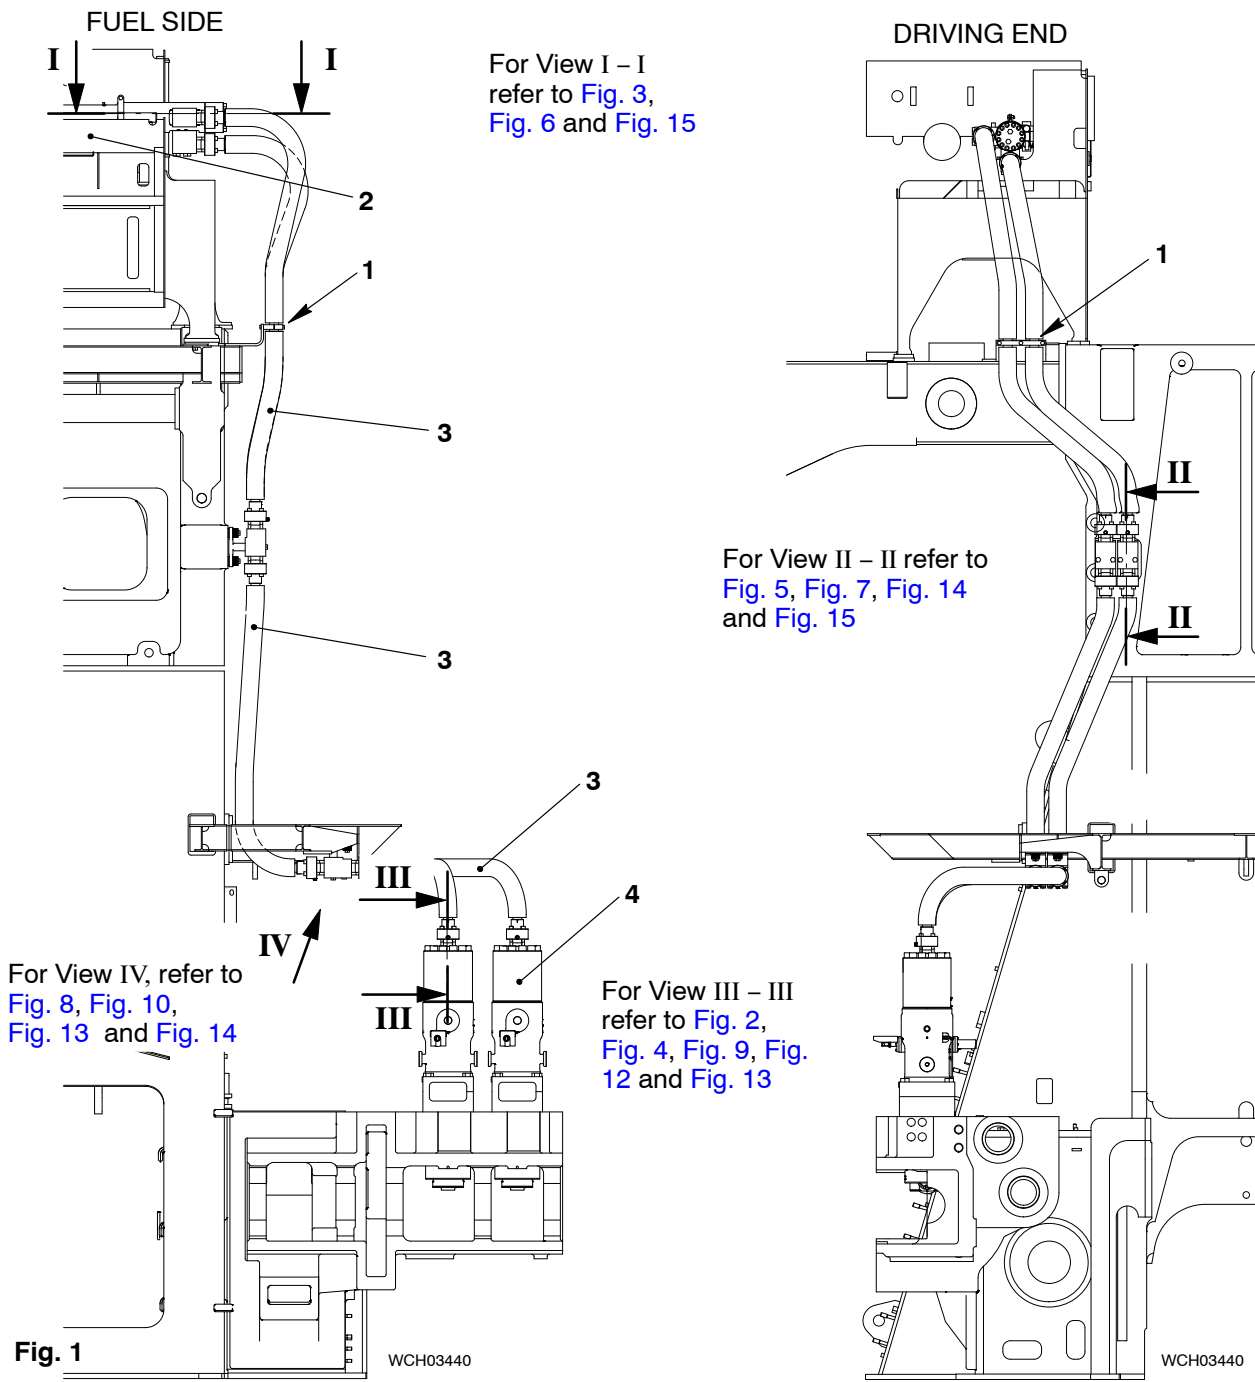 FUEL SIDE
I
I
For View I – I
refer to Fig. 3,
Fig. 6 and Fig. 15
2
1
3
3
3
4
III
III
IV
For View IV, refer to
Fig. 8, Fig. 10,
Fig. 13 and Fig. 14
For View III – III
refer to Fig. 2,
Fig. 4, Fig. 9, Fig.
12 and Fig. 13
Fig. 1
WCH03440
DRIVING END
1
II
For View II – II refer to
Fig. 5, Fig. 7, Fig. 14
and Fig. 15
II
WCH03440